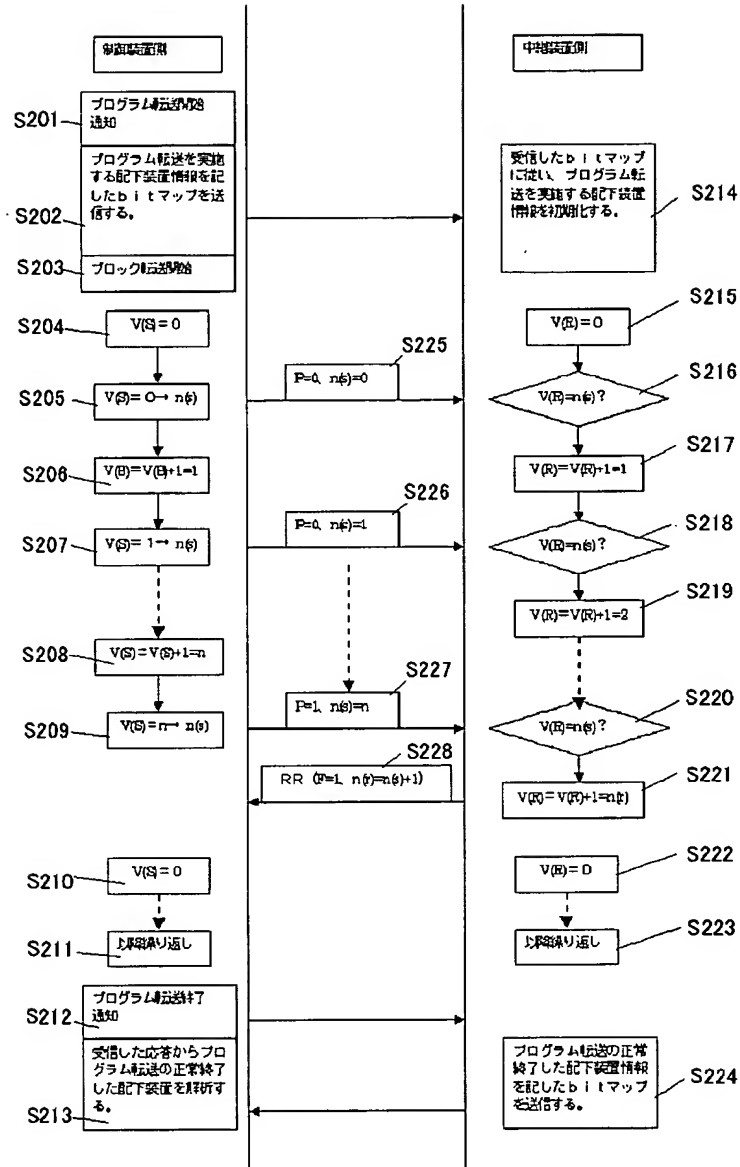 制御装置側
中継装置側
S201
プログラム転送開始
通知
S202
プログラム転送を実施
する配下装置情報を記
したbitマップを送
信する。
S203
ブロック転送開始
受信したbitマップ
に従い、プログラム転
送を実施する配下装置
情報を初期化する。
S214
S204
V(S)=0
V(R)=0
S215
S225
P=0, n(s)=0
S205
V(S)=0→n(s)
V(R)=n(s)?
S216
S206
V(S)=V(S)+1=1
V(R)=V(R)+1=1
S217
S226
P=0, n(s)=1
S207
V(S)=1→n(s)
V(R)=n(s)?
S218
V(R)=V(R)+1=2
S219
S208
V(S)=V(S)+1=n
S227
P=1, n(s)=n
S209
V(S)=n→n(s)
V(R)=n(s)?
S220
S228
RR (F=1, n(r)=n(s)+1)
V(R)=V(R)+1=n(r)
S221
S210
V(S)=0
V(R)=0
S222
S211
以降繰り返し
以降繰り返し
S223
S212
プログラム転送終了
通知
S213
受信した応答からプロ
グラム転送の正常終了
した配下装置を解析す
る。
プログラム転送の正常
終了した配下装置情報
を記したbitマップ
を送信する。
S224